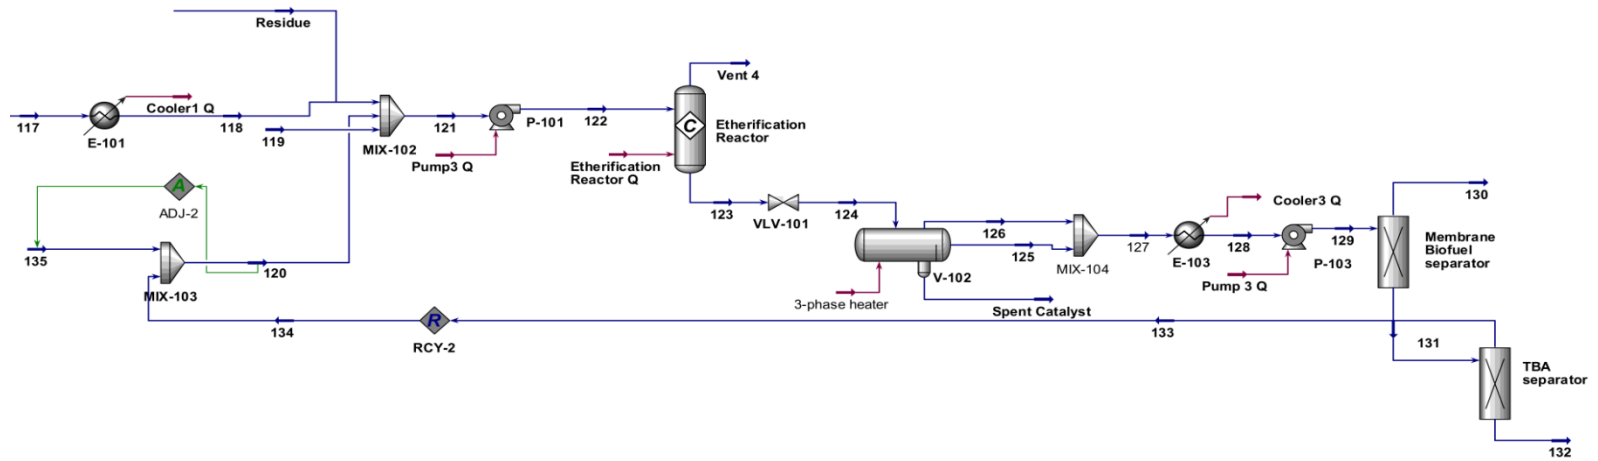 Residue
Vent 4
117
Cooler1 Q
118
E-101
119
MIX-102
121
P-101
122
Pump3 Q
C
Etherification
Reactor
Etherification
Reactor Q
A
ADJ-2
135
120
MIX-103
134
R
RCY-2
123
VLV-101
124
126
125
V-102
3-phase heater
Spent Catalyst
MIX-104
127
E-103
128
Cooler3 Q
P-103
129
Pump 3 Q
130
Membrane
Biofuel
separator
133
131
TBA
separator
132